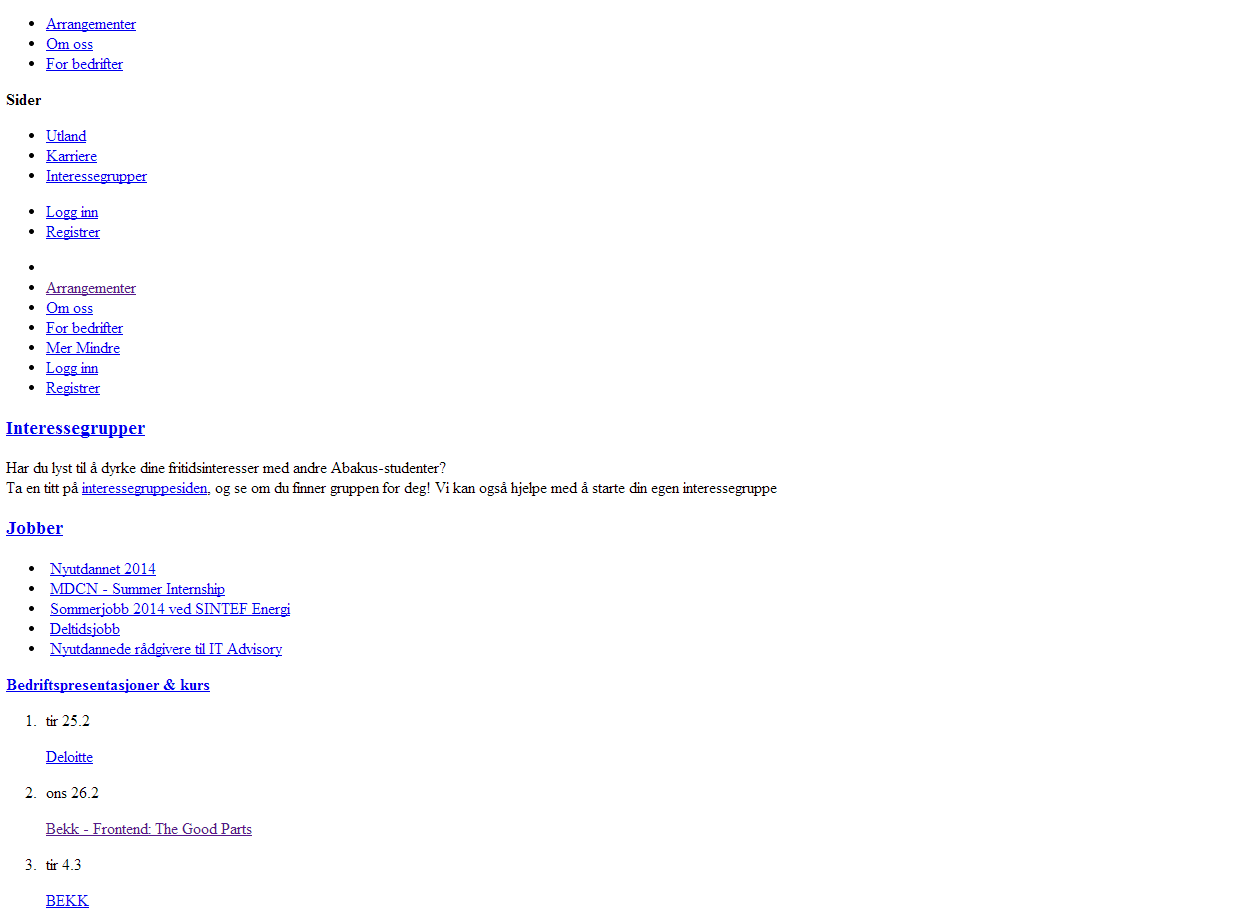 Arrangementer
Om oss
For bedrifter
Sider
Utland
Karriere
Interessegrupper
Logg inn
Registrer
Arrangementer
Om oss
For bedrifter
Mer Mindre
Logg inn
Registrer
Interessegrupper
Har du lyst til å dyrke dine fritidsinteresser med andre Abakus-studenter?
Ta en titt på interessegruppesiden, og se om du finner gruppen for deg! Vi kan også hjelpe med å starte din egen interessegruppe
Jobber
Nyutdannet 2014
MDCN - Summer Internship
Sommerjobb 2014 ved SINTEF Energi
Deltidsjobb
Nyutdannede rådgivere til IT Advisory
Bedriftspresentasjoner & kurs
1. tir 25.2
Deloitte
2. ons 26.2
Bekk - Frontend: The Good Parts
3. tir 4.3
BEKK